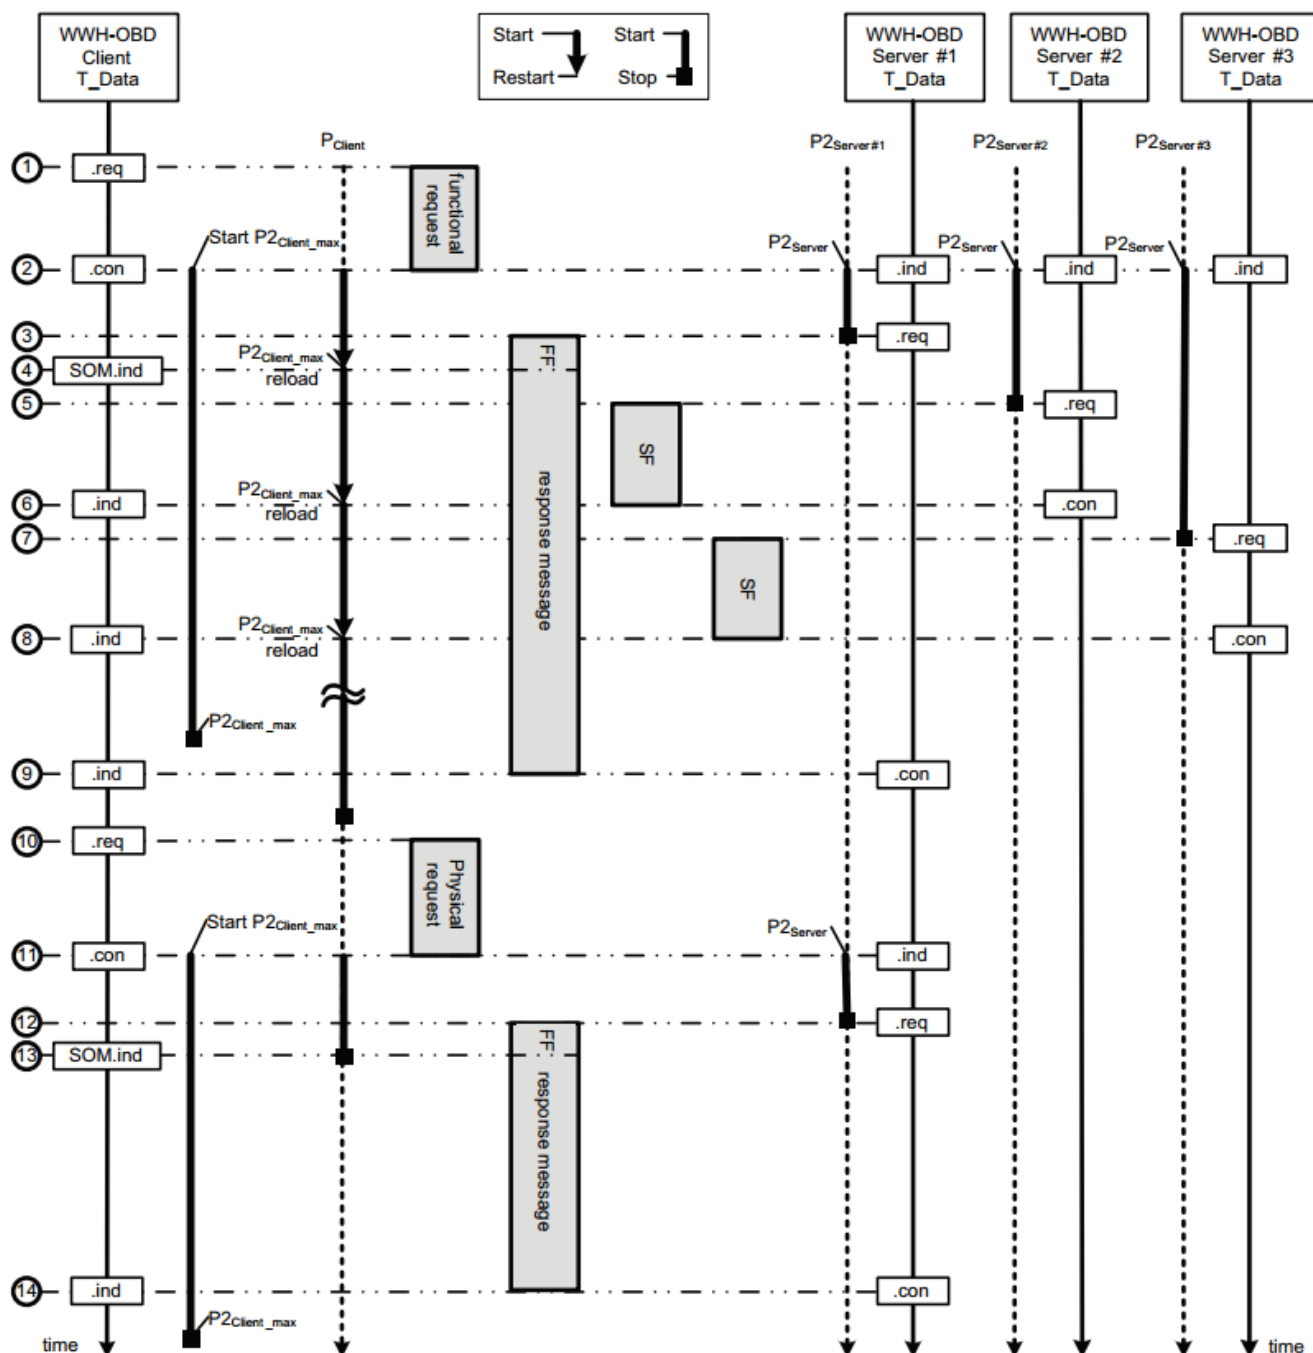 WWH-OBD
Client
T_Data
Start
Restart
Start
Stop
WWH-OBD
Server #1
T_Data
WWH-OBD
Server #2
T_Data
WWH-OBD
Server #3
T_Data
PClient
P2Server#1
P2Server#2
P2Server#3
1
.req
functional
request
Start P2Client_max
P2Server
P2Server
P2Server
2
.con
.ind
.ind
.ind
3
.req
FF
P2Client_max
reload
4
SOM.ind
5
.req
SF
response message
P2Client_max
reload
6
.ind
.con
7
.req
SF
P2Client_max
reload
8
.ind
.con
P2Client_max
9
.ind
.con
10
.req
Physical
request
Start P2Client_max
P2Server
11
.con
.ind
12
.req
FF
13
SOM.ind
response message
14
.ind
.con
P2Client_max
time
time